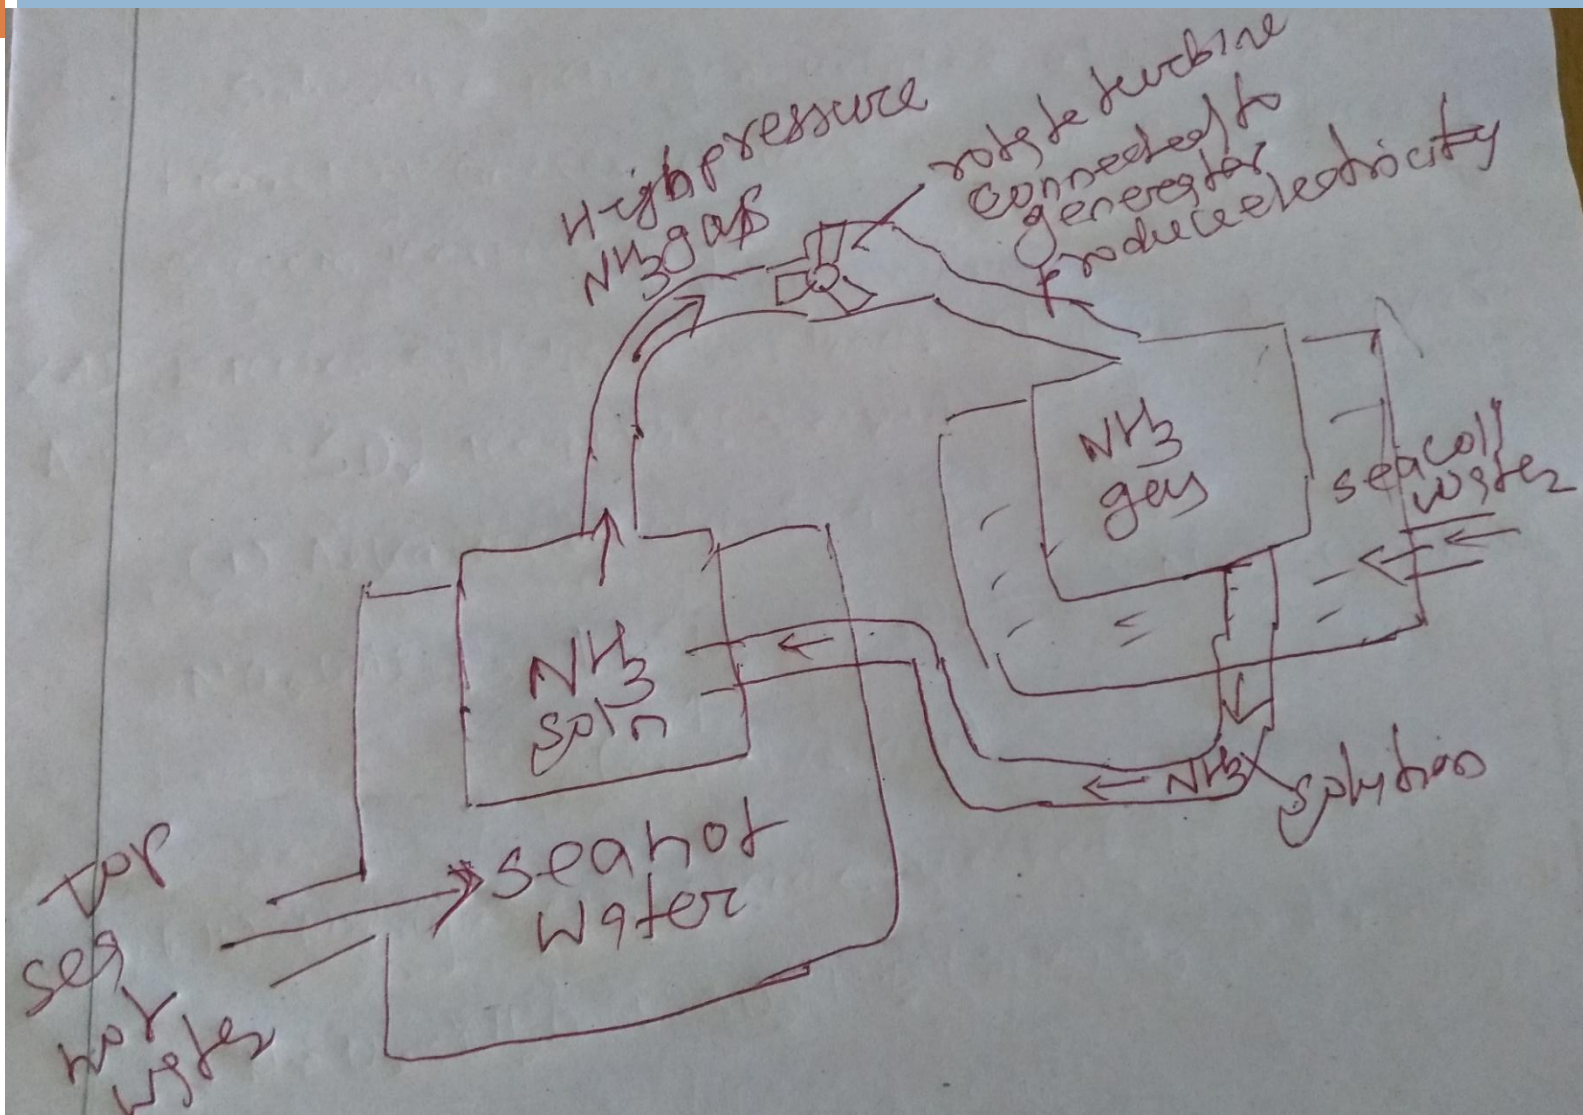 High pressure
NH3 gas
rotate turbine
connected to
generator
produce electricity
NH3
gas
sea coll
water
NH3
soln
NH3
solution
sea hot
water
Top
sea
hot
water